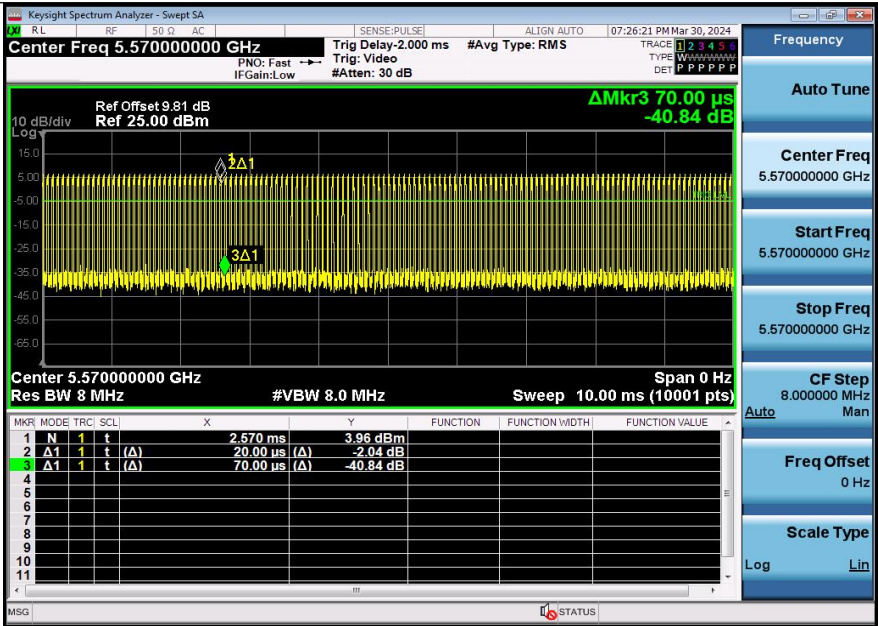 Keysight Spectrum Analyzer - Swept SA
LXI RL RF 50 Ω AC SENSE:PULSE ALIGN AUTO 07:26:21 PM Mar 30, 2024
Center Freq 5.570000000 GHz
PNO: Fast
IFGain:Low
Trig Delay-2.000 ms
Trig: Video
#Atten: 30 dB
#Avg Type: RMS
TRACE 1 2 3 4 5 6
TYPE WWWWWW
DET P P P P P P
Ref Offset 9.81 dB
10 dB/div Ref 25.00 dBm
Log
ΔMkr3 70.00 µs
-40.84 dB
15.0
5.00
-5.00
-15.0
-25.0
-35.0
-45.0
-55.0
-65.0
2Δ1
3Δ1
Center 5.570000000 GHz Span 0 Hz
Res BW 8 MHz #VBW 8.0 MHz Sweep 10.00 ms (10001 pts)
MKR MODE TRC SCL X Y FUNCTION FUNCTION WIDTH FUNCTION VALUE
1 N 1 t 2.570 ms 3.96 dBm
2 Δ1 1 t (Δ) 20.00 µs (Δ) -2.04 dB
3 Δ1 1 t (Δ) 70.00 µs (Δ) -40.84 dB
4
5
6
7
8
9
10
11
MSG STATUS
Frequency
Auto Tune
Center Freq
5.570000000 GHz
Start Freq
5.570000000 GHz
Stop Freq
5.570000000 GHz
CF Step
8.000000 MHz
Auto Man
Freq Offset
0 Hz
Scale Type
Log Lin